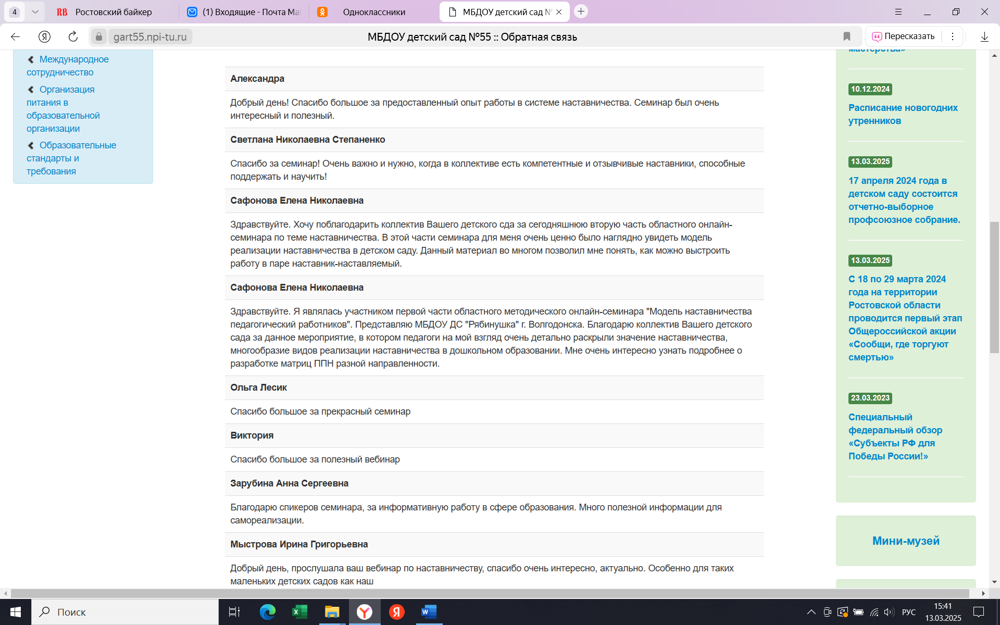 4
Ростовский байкер
(1) Входящие - Почта Mai
Одноклассники
МБДОУ детский сад №
gart55.npi-tu.ru
МБДОУ детский сад №55 :: Обратная связь
Пересказать
Международное
сотрудничество
Организация
питания в
образовательной
организации
Образовательные
стандарты и
требования
Александра
Добрый день! Спасибо большое за предоставленный опыт работы в системе наставничества. Семинар был очень
интересный и полезный.
Светлана Николаевна Степаненко
Спасибо за семинар! Очень важно и нужно, когда в коллективе есть компетентные и отзывчивые наставники, способные
поддержать и научить!
Сафонова Елена Николаевна
Здравствуйте. Хочу поблагодарить коллектив Вашего детского сда за сегодняшнюю вторую часть областного онлайн-
семинара по теме наставничества. В этой части семинара для меня очень ценно было наглядно увидеть модель
реализации наставничества в детском саду. Данный материал во многом позволил мне понять, как можно выстроить
работу в паре наставник-наставляемый.
Сафонова Елена Николаевна
Здравствуйте. Я являлась участником первой части областного методического онлайн-семинара "Модель наставничества
педагогический работников". Представляю МБДОУ ДС "Рябинушка" г. Волгодонска. Благодарю коллектив Вашего детского
сада за данное мероприятие, в котором педагоги на мой взгляд очень детально раскрыли значение наставничества,
многообразие видов реализации наставничества в дошкольном образовании. Мне очень интересно узнать подробнее о
разработке матриц ППН разной направленности.
Ольга Лесик
Спасибо большое за прекрасный семинар
Виктория
Спасибо большое за полезный вебинар
Зарубина Анна Сергеевна
Благодарю спикеров семинара, за информативную работу в сфере образования. Много полезной информации для
самореализации.
Мыстрова Ирина Григорьевна
Добрый день, прослушала ваш вебинар по наставничеству, спасибо очень интересно, актуально. Особенно для таких
маленьких детских садов как наш
мастерства»
10.12.2024
Расписание новогодних
утренников
13.03.2025
17 апреля 2024 года в
детском саду состоится
отчетно-выборное
профсоюзное собрание.
13.03.2025
С 18 по 29 марта 2024
года на территории
Ростовской области
проводится первый этап
Общероссийской акции
«Сообщи, где торгуют
смертью»
23.03.2023
Специальный
федеральный обзор
«Субъекты РФ для
Победы России!»
Мини-музей
Поиск
РУС
15:41
13.03.2025